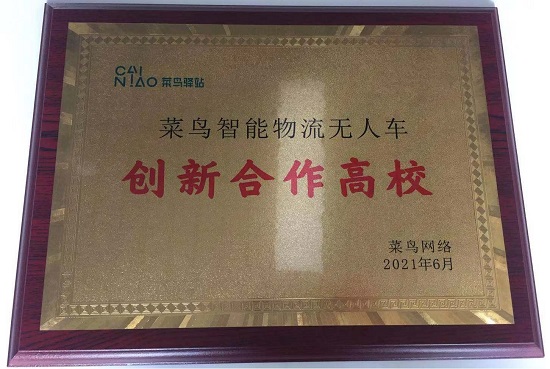 CAI
NIAO 菜鸟驿站
菜鸟智能物流无人车
创新合作高校
菜鸟网络
2021年6月